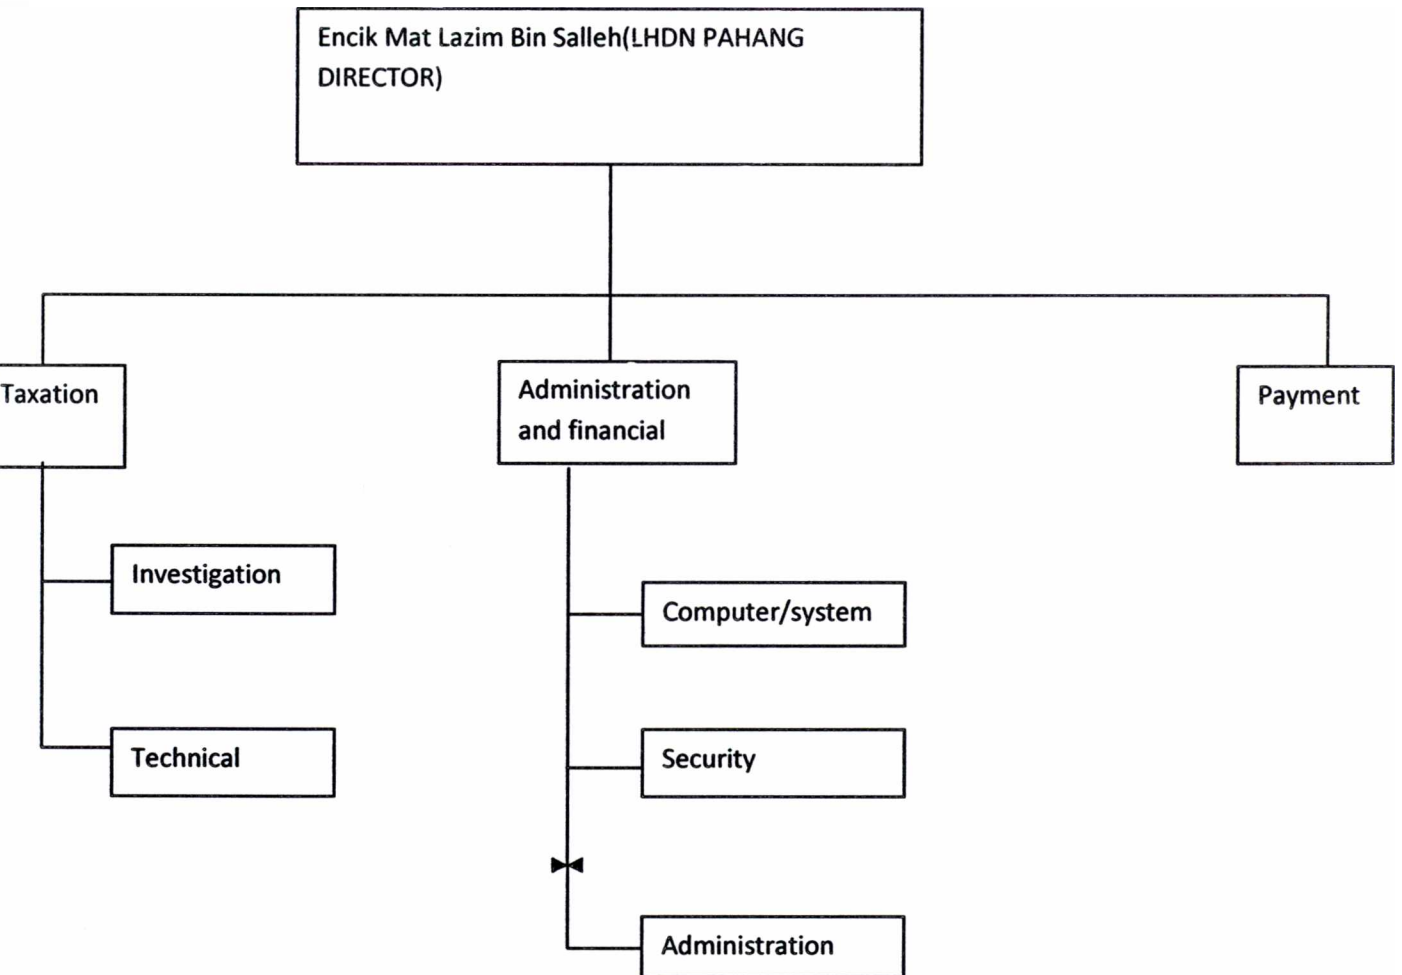 Encik Mat Lazim Bin Salleh(LHDN PAHANG
DIRECTOR)
Taxation
Administration
and financial
Payment
Investigation
Computer/system
Technical
Security
Administration